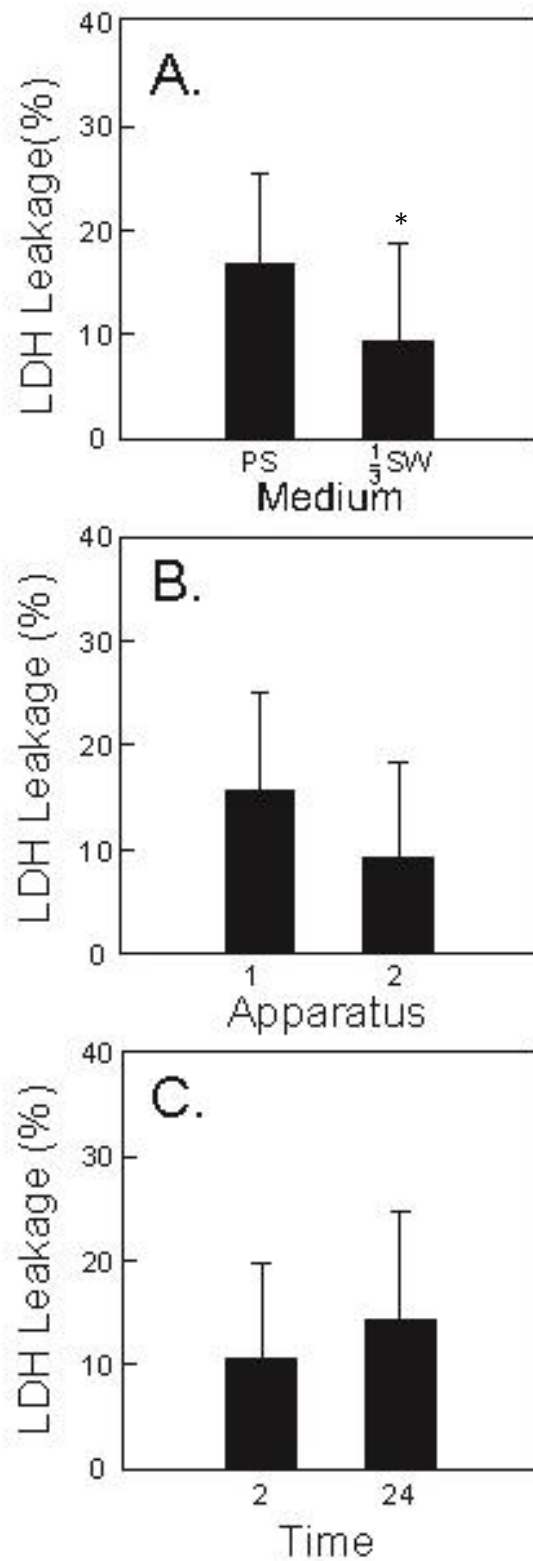 A.
LDH Leakage(%)
40
30
20
10
0
*
PS
1/3 SW
Medium
B.
LDH Leakage (%)
40
30
20
10
0
1
2
Apparatus
C.
LDH Leakage (%)
40
30
20
10
0
2
24
Time